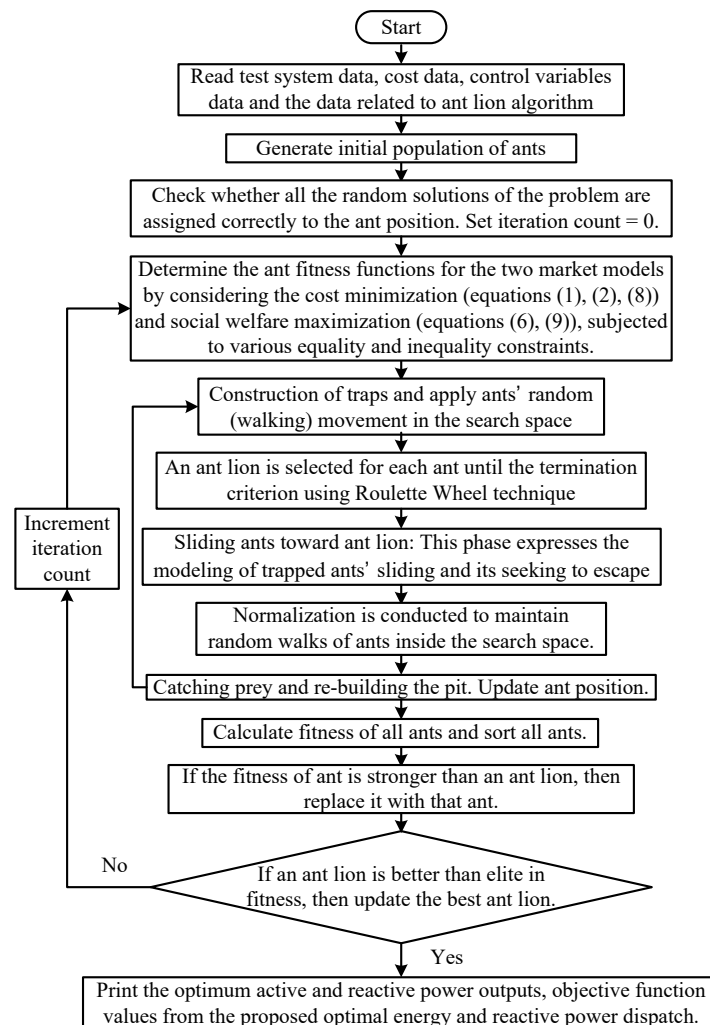 Start
Read test system data, cost data, control variables
data and the data related to ant lion algorithm
Generate initial population of ants
Check whether all the random solutions of the problem are
assigned correctly to the ant position. Set iteration count = 0.
Determine the ant fitness functions for the two market models
by considering the cost minimization (equations (1), (2), (8))
and social welfare maximization (equations (6), (9)), subjected
to various equality and inequality constraints.
Construction of traps and apply ants’ random
(walking) movement in the search space
An ant lion is selected for each ant until the termination
criterion using Roulette Wheel technique
Increment
iteration
count
Sliding ants toward ant lion: This phase expresses the
modeling of trapped ants’ sliding and its seeking to escape
Normalization is conducted to maintain
random walks of ants inside the search space.
Catching prey and re-building the pit. Update ant position.
Calculate fitness of all ants and sort all ants.
If the fitness of ant is stronger than an ant lion, then
replace it with that ant.
No
If an ant lion is better than elite in
fitness, then update the best ant lion.
Yes
Print the optimum active and reactive power outputs, objective function
values from the proposed optimal energy and reactive power dispatch.